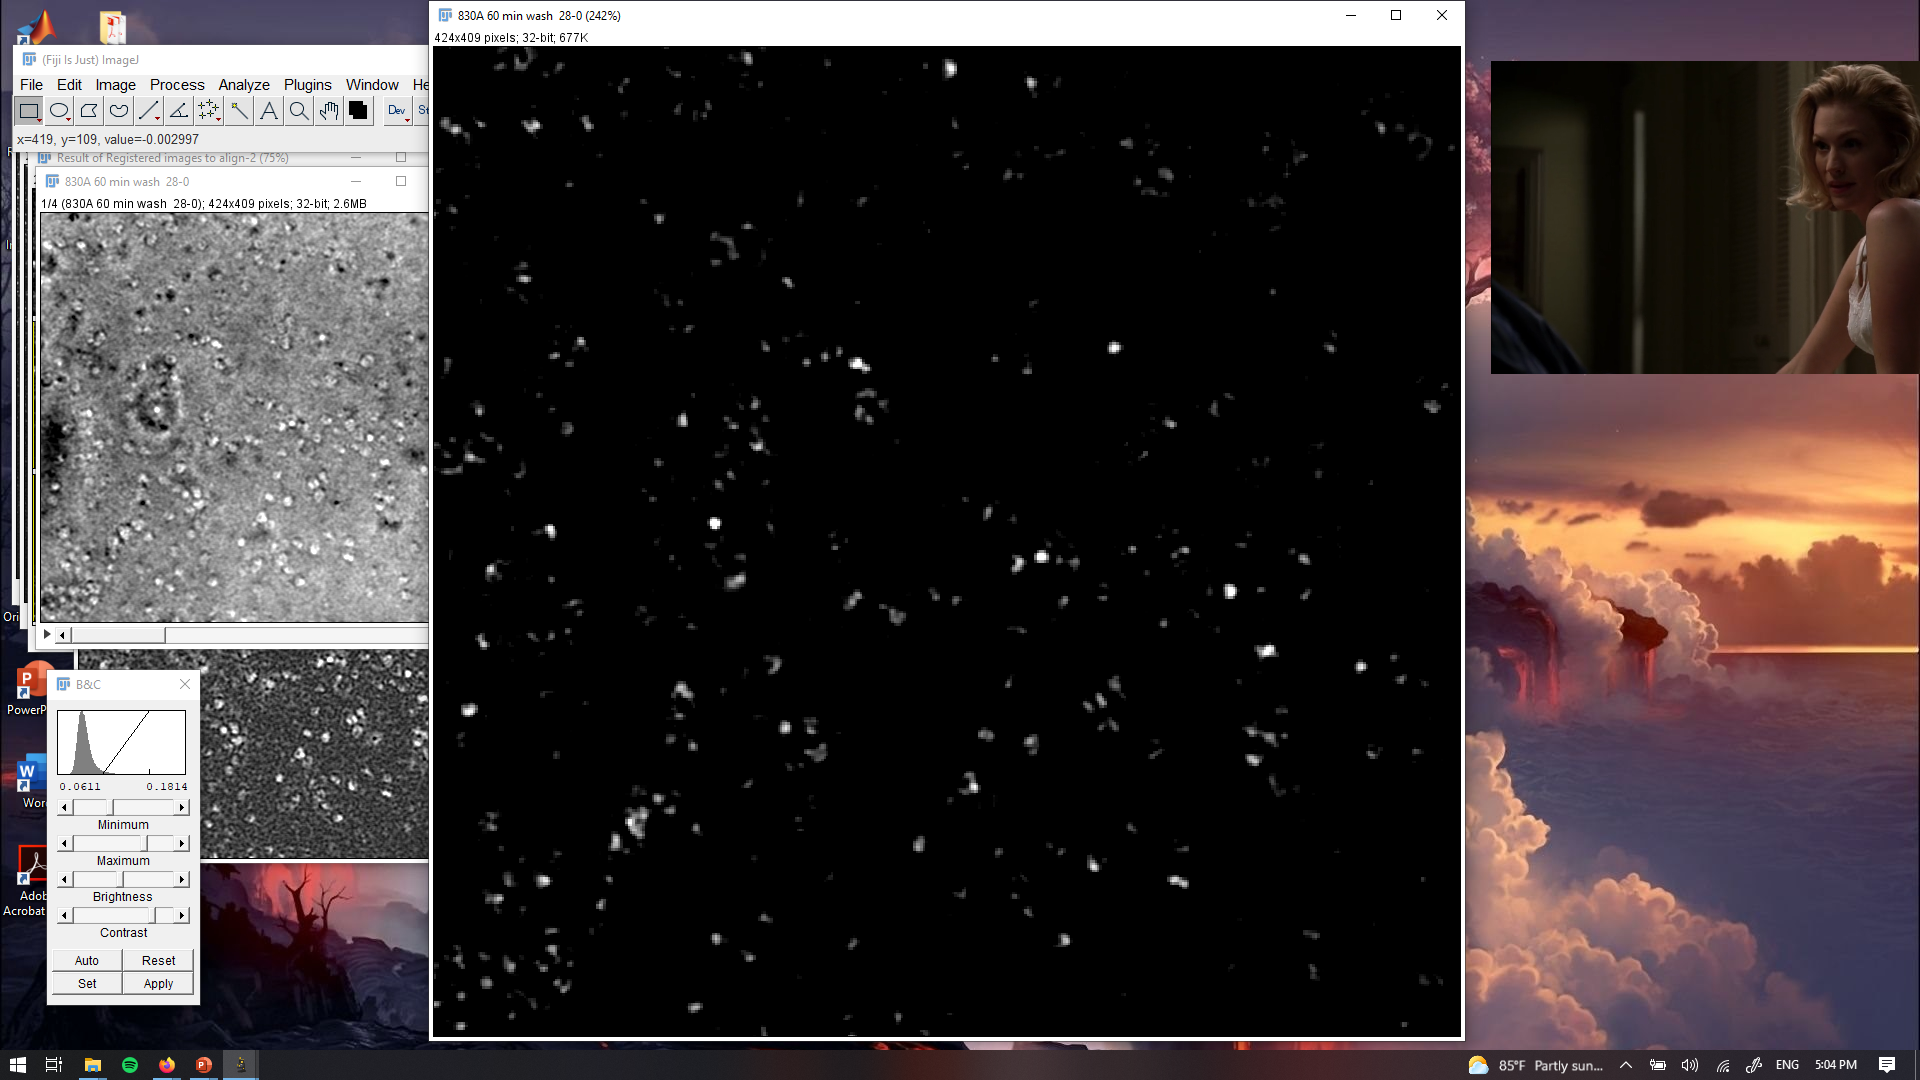 830A 60 min wash  28-0 (242%)
424x409 pixels; 32-bit; 677K
(Fiji Is Just) ImageJ
File Edit Image Process Analyze Plugins Window He
Dev St
x=419, y=109, value=-0.002997
Result of Registered images to align-2 (75%)
830A 60 min wash  28-0
1/4 (830A 60 min wash  28-0); 424x409 pixels; 32-bit; 2.6MB
Ori
PowerP
Wor
Adob
Acrobat
B&C
0.0611 0.1814
Minimum
Maximum
Brightness
Contrast
Auto Reset
Set Apply
85°F Partly sun... ENG 5:04 PM